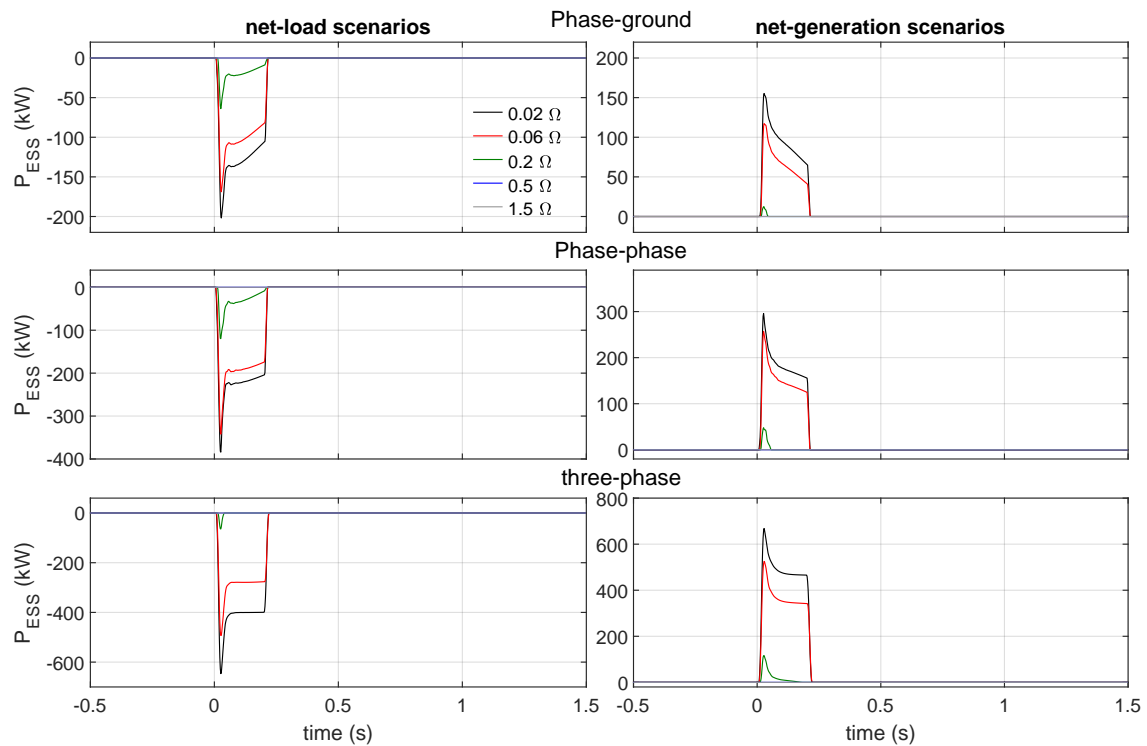 Phase-ground
net-load scenarios
net-generation scenarios
P_ESS (kW)
0
-50
-100
-150
-200
0.02 Ω
0.06 Ω
0.2 Ω
0.5 Ω
1.5 Ω
200
150
100
50
0
Phase-phase
P_ESS (kW)
0
-100
-200
-300
-400
300
200
100
0
three-phase
P_ESS (kW)
0
-200
-400
-600
800
600
400
200
0
-0.5 0 0.5 1 1.5
-0.5 0 0.5 1 1.5
time (s)
time (s)